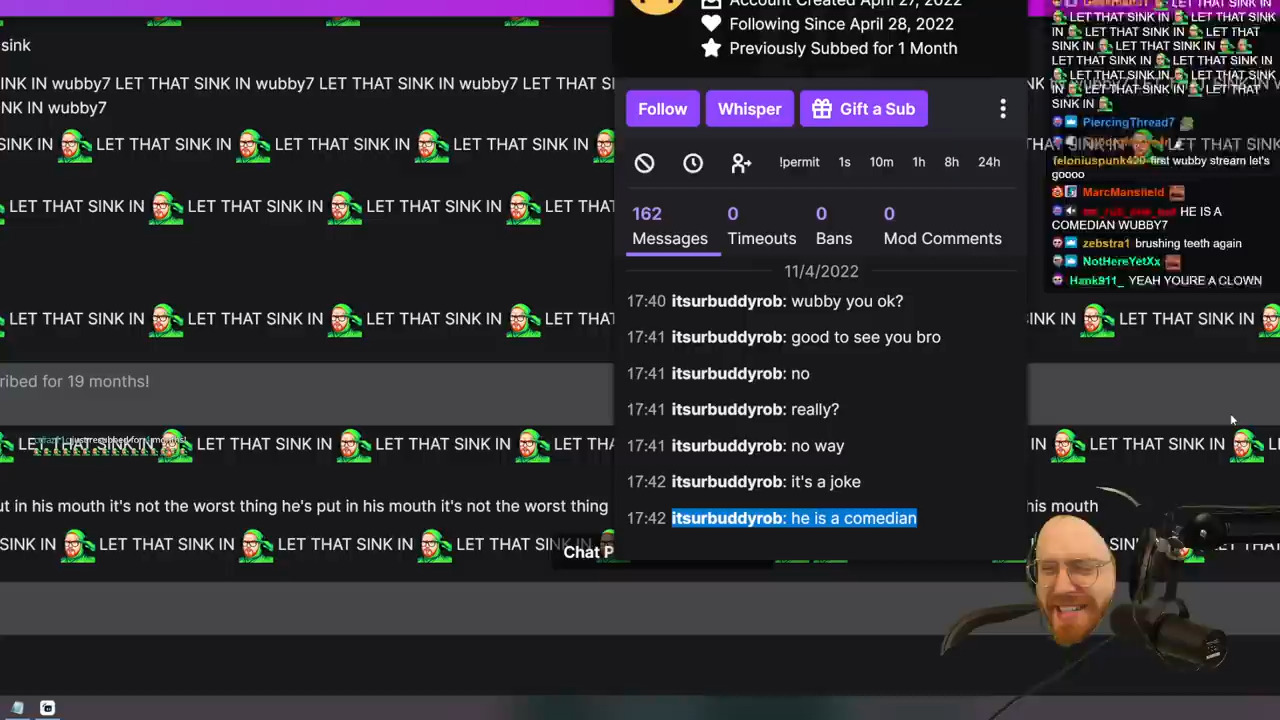 sink
SINK IN wubby7 LET THAT SINK IN wubby7 LET THAT SINK IN wubby7 LET THAT SINK IN wubby7 LET THAT S
NK IN wubby7
SINK IN LET THAT SINK IN LET THAT SINK IN LET THAT SINK IN
LET THAT SINK IN LET THAT SINK IN LET THAT SINK IN LET THAT
LET THAT SINK IN LET THAT SINK IN LET THAT SINK IN LET THAT
ribed for 19 months!
LET THAT SINK IN LET THAT SINK IN LET THAT SINK IN LET THA
ut in his mouth it's not the worst thing he's put in his mouth it's not the worst thing
SINK IN LET THAT SINK IN LET THAT SINK IN LET THAT SINK IN
Chat P
Account Created April 27, 2022
Following Since April 28, 2022
Previously Subbed for 1 Month
Follow Whisper Gift a Sub
!permit 1s 10m 1h 8h 24h
162 0 0 0
Messages Timeouts Bans Mod Comments
11/4/2022
17:40 itsurbuddyrob: wubby you ok?
17:41 itsurbuddyrob: good to see you bro
17:41 itsurbuddyrob: no
17:41 itsurbuddyrob: really?
17:41 itsurbuddyrob: no way
17:42 itsurbuddyrob: it's a joke
17:42 itsurbuddyrob: he is a comedian
LET THAT SINK IN
LET THAT SINK IN LET THAT SINK
IN LET THAT SINK IN LET THAT
SINK IN LET THAT SINK IN
LET THAT SINK IN LET THAT SINK
IN LET THAT SINK IN LET THAT
SINK IN
PiercingThread7
feloniuspunk420 first wubby stream let's
goooo
MarcMansfield
HE IS A
COMEDIAN WUBBY7
zebstra1 brushing teeth again
NotHereYetXx
Hank911_ YEAH YOURE A CLOWN
SINK IN LET THAT SINK IN
IN LET THAT SINK IN
his mouth